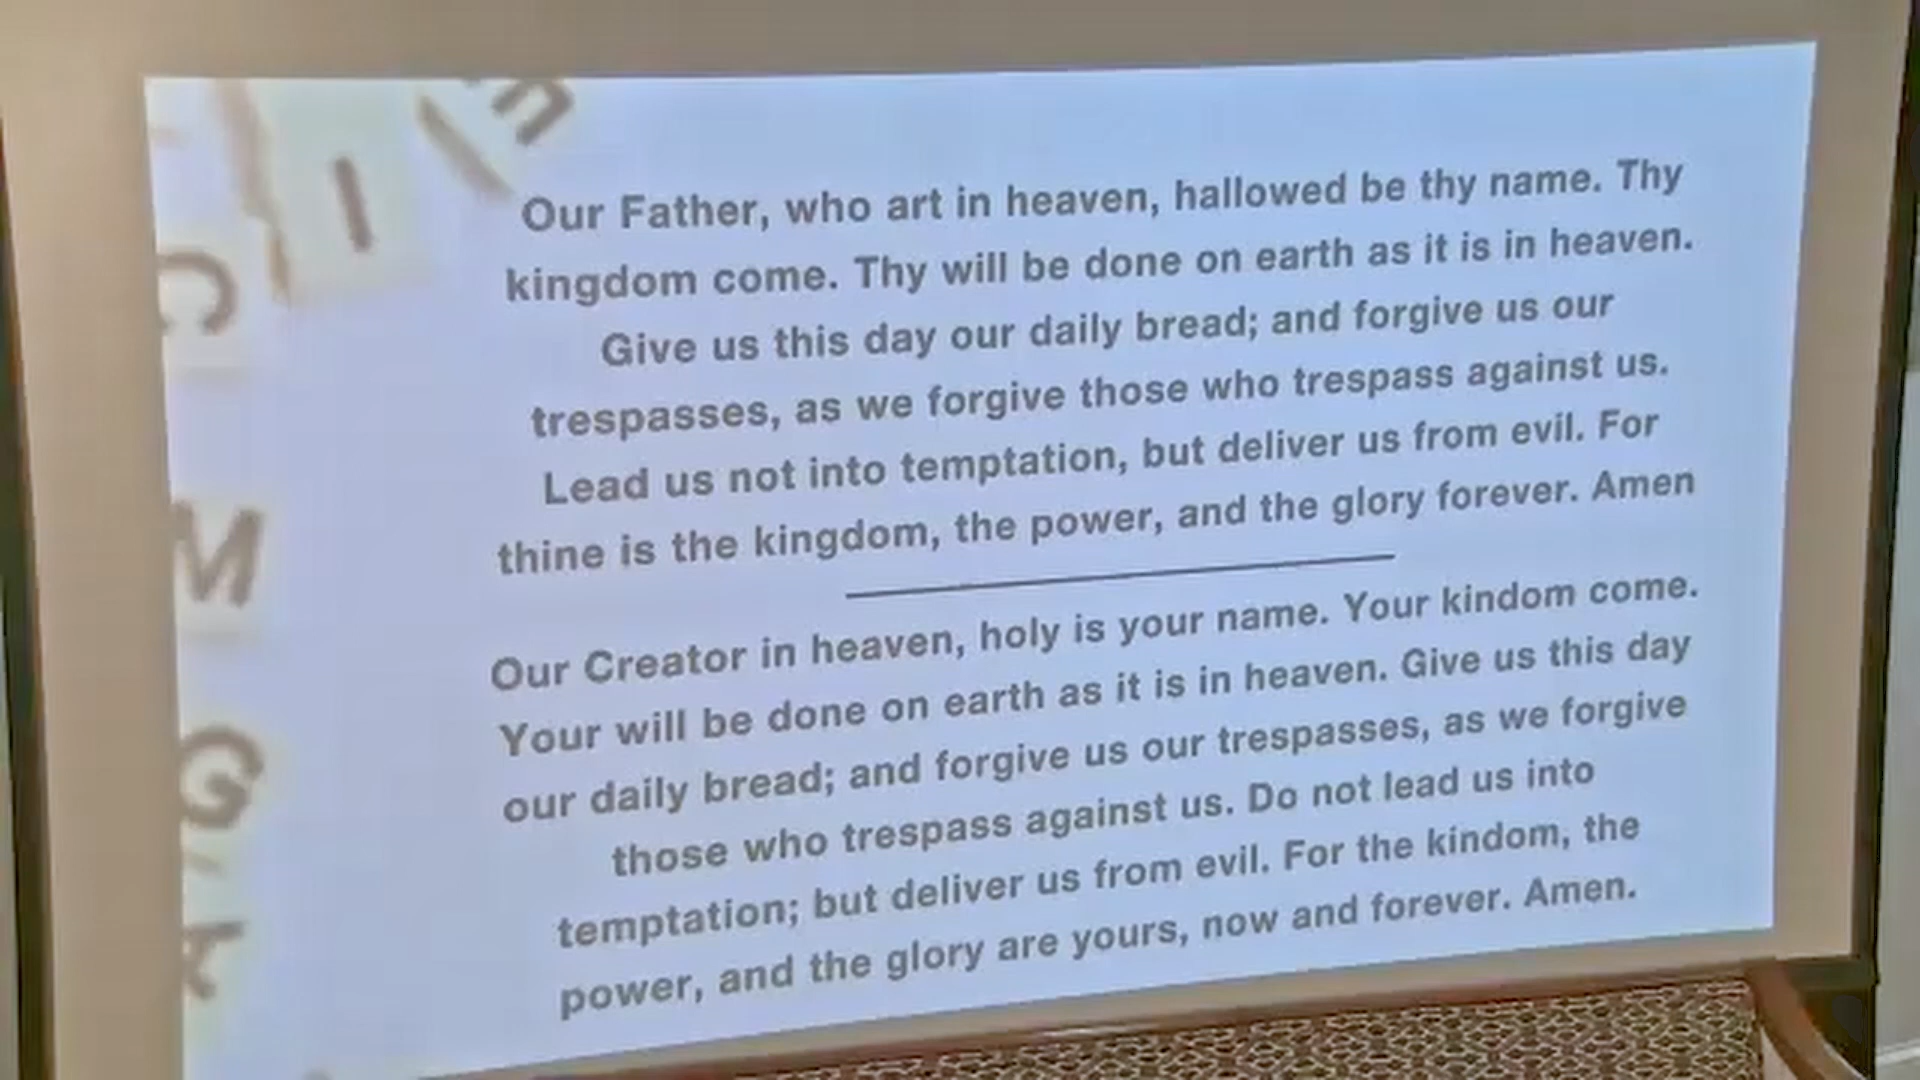 Our Father, who art in heaven, hallowed be thy name. Thy
kingdom come. Thy will be done on earth as it is in heaven.
Give us this day our daily bread; and forgive us our
trespasses, as we forgive those who trespass against us.
Lead us not into temptation, but deliver us from evil. For
thine is the kingdom, the power, and the glory forever. Amen
Our Creator in heaven, holy is your name. Your kindom come.
Your will be done on earth as it is in heaven. Give us this day
our daily bread; and forgive us our trespasses, as we forgive
those who trespass against us. Do not lead us into
temptation; but deliver us from evil. For the kindom, the
power, and the glory are yours, now and forever. Amen.
I
C
M
G